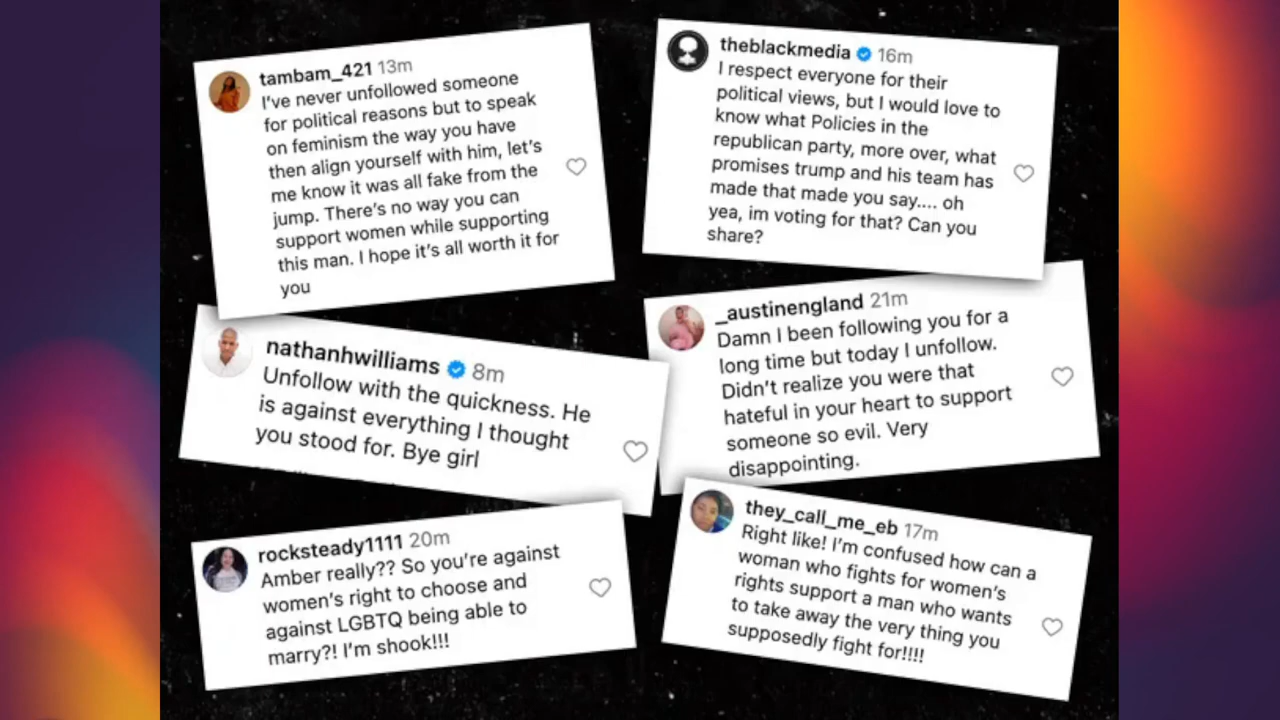 tambam_421 13m
I've never unfollowed someone
for political reasons but to speak
on feminism the way you have
then align yourself with him, let's
me know it was all fake from the
jump. There's no way you can
support women while supporting
this man. I hope it's all worth it for
you
theblackmedia 16m
I respect everyone for their
political views, but I would love to
know what Policies in the
republican party, more over, what
promises trump and his team has
made that made you say.... oh
yea, im voting for that? Can you
share?
nathanhwilliams 8m
Unfollow with the quickness. He
is against everything I thought
you stood for. Bye girl
_austinengland 21m
Damn I been following you for a
long time but today I unfollow.
Didn't realize you were that
hateful in your heart to support
someone so evil. Very
disappointing.
rocksteady1111 20m
Amber really?? So you're against
women's right to choose and
against LGBTQ being able to
marry?! I'm shook!!!
they_call_me_eb 17m
Right like! I'm confused how can a
woman who fights for women's
rights support a man who wants
to take away the very thing you
supposedly fight for!!!!